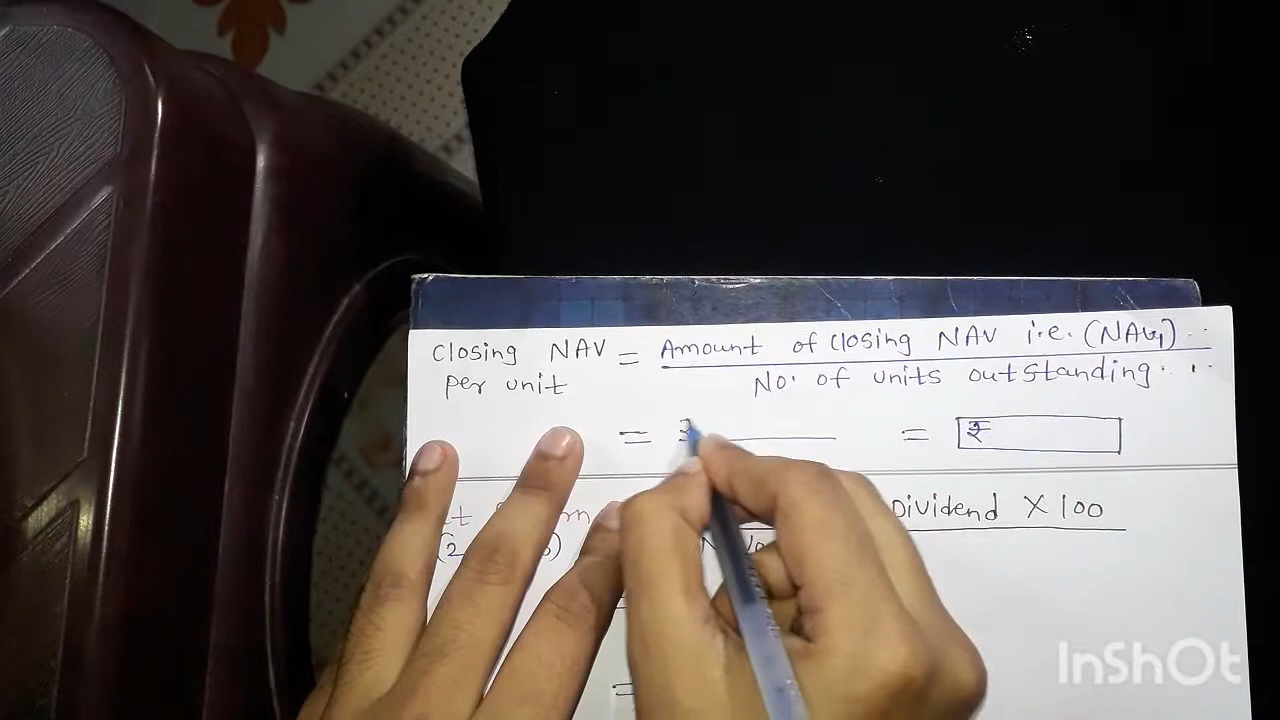 Closing NAV = Amount of closing NAV i.e. (NAV1)
per unit No. of units outstanding
= ₹ = ₹
Dividend X 100
InShOt